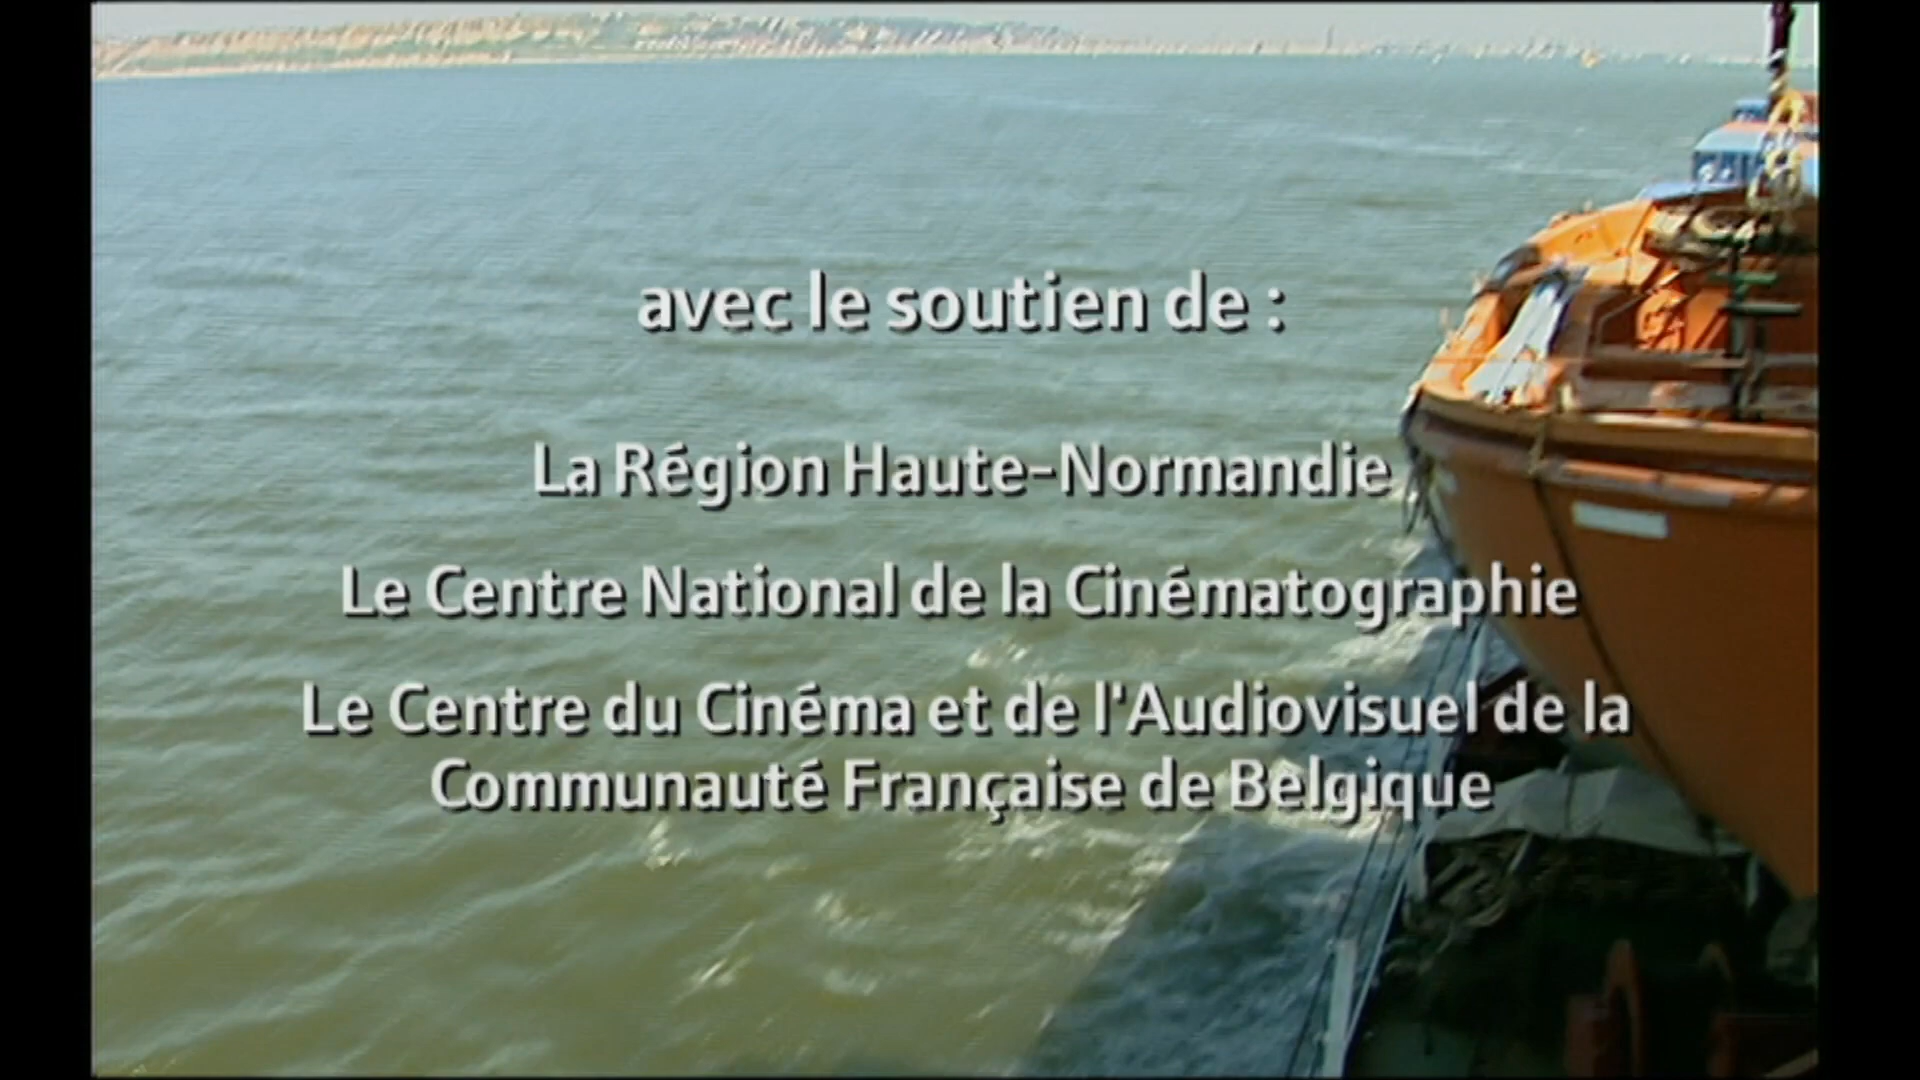 avec le soutien de :
La Région Haute-Normandie
Le Centre National de la Cinématographie
Le Centre du Cinéma et de l'Audiovisuel de la
Communauté Française de Belgique